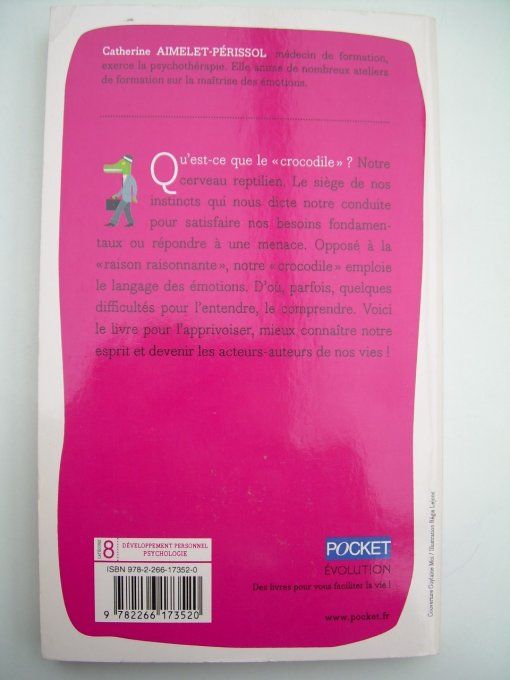 Catherine AIMELET-PÉRISSOL médecin de formation,
exerce la psychothérapie. Elle anime de nombreux ateliers
de formation sur la maîtrise des émotions.
Qu'est-ce que le « crocodile » ? Notre
cerveau reptilien. Le siège de nos
instincts qui nous dicte notre conduite
pour satisfaire nos besoins fondamen-
taux ou répondre à une menace. Opposé à la
« raison raisonnante », notre « crocodile » emploie
le langage des émotions. D'où, parfois, quelques
difficultés pour l'entendre, le comprendre. Voici
le livre pour l'apprivoiser, mieux connaître notre
esprit et devenir les acteurs-auteurs de nos vies !
CATÉGORIE 8
DÉVELOPPEMENT PERSONNEL
PSYCHOLOGIE
ISBN 978-2-266-17352-0
9 782266 173520
POCKET
ÉVOLUTION
Des livres pour vous faciliter la vie !
www.pocket.fr